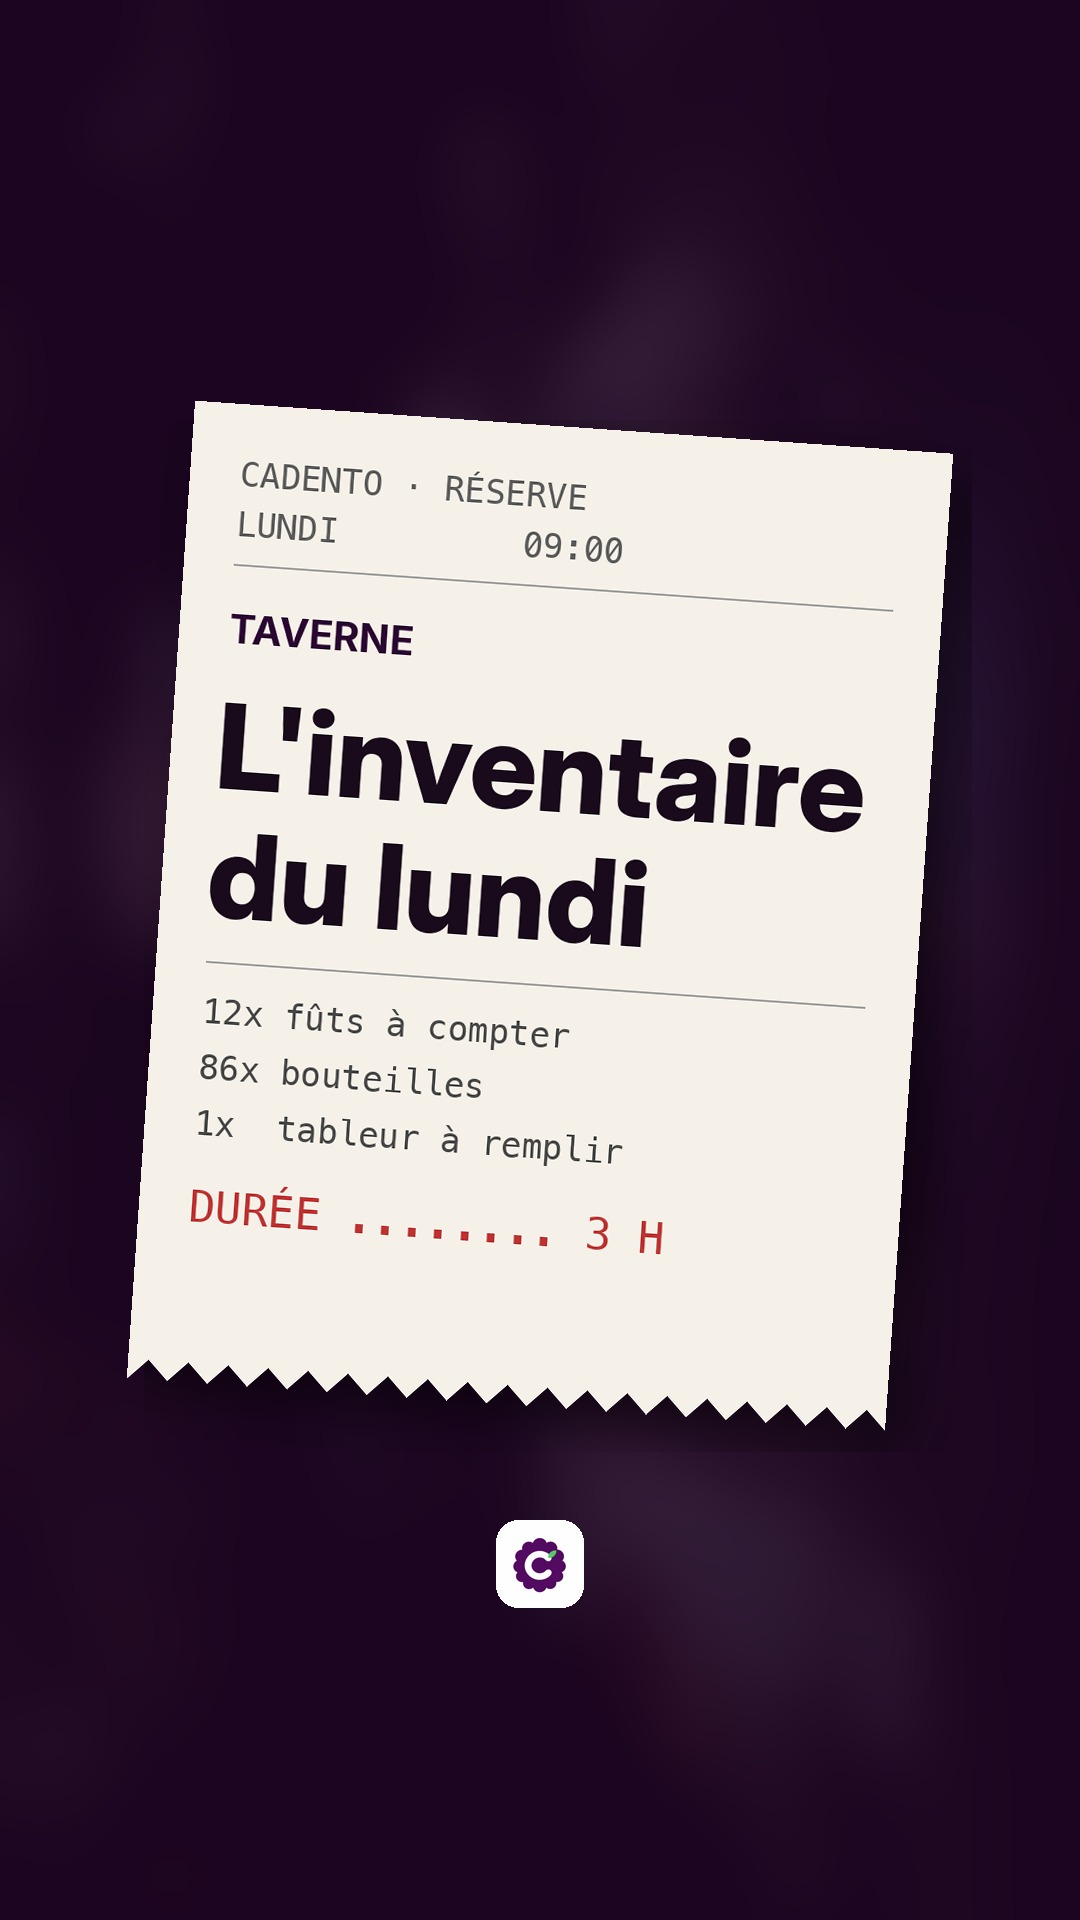 CADENTO · RÉSERVE
LUNDI 09:00
TAVERNE
L'inventaire
du lundi
12x fûts à compter
86x bouteilles
1x tableur à remplir
DURÉE ........ 3 H